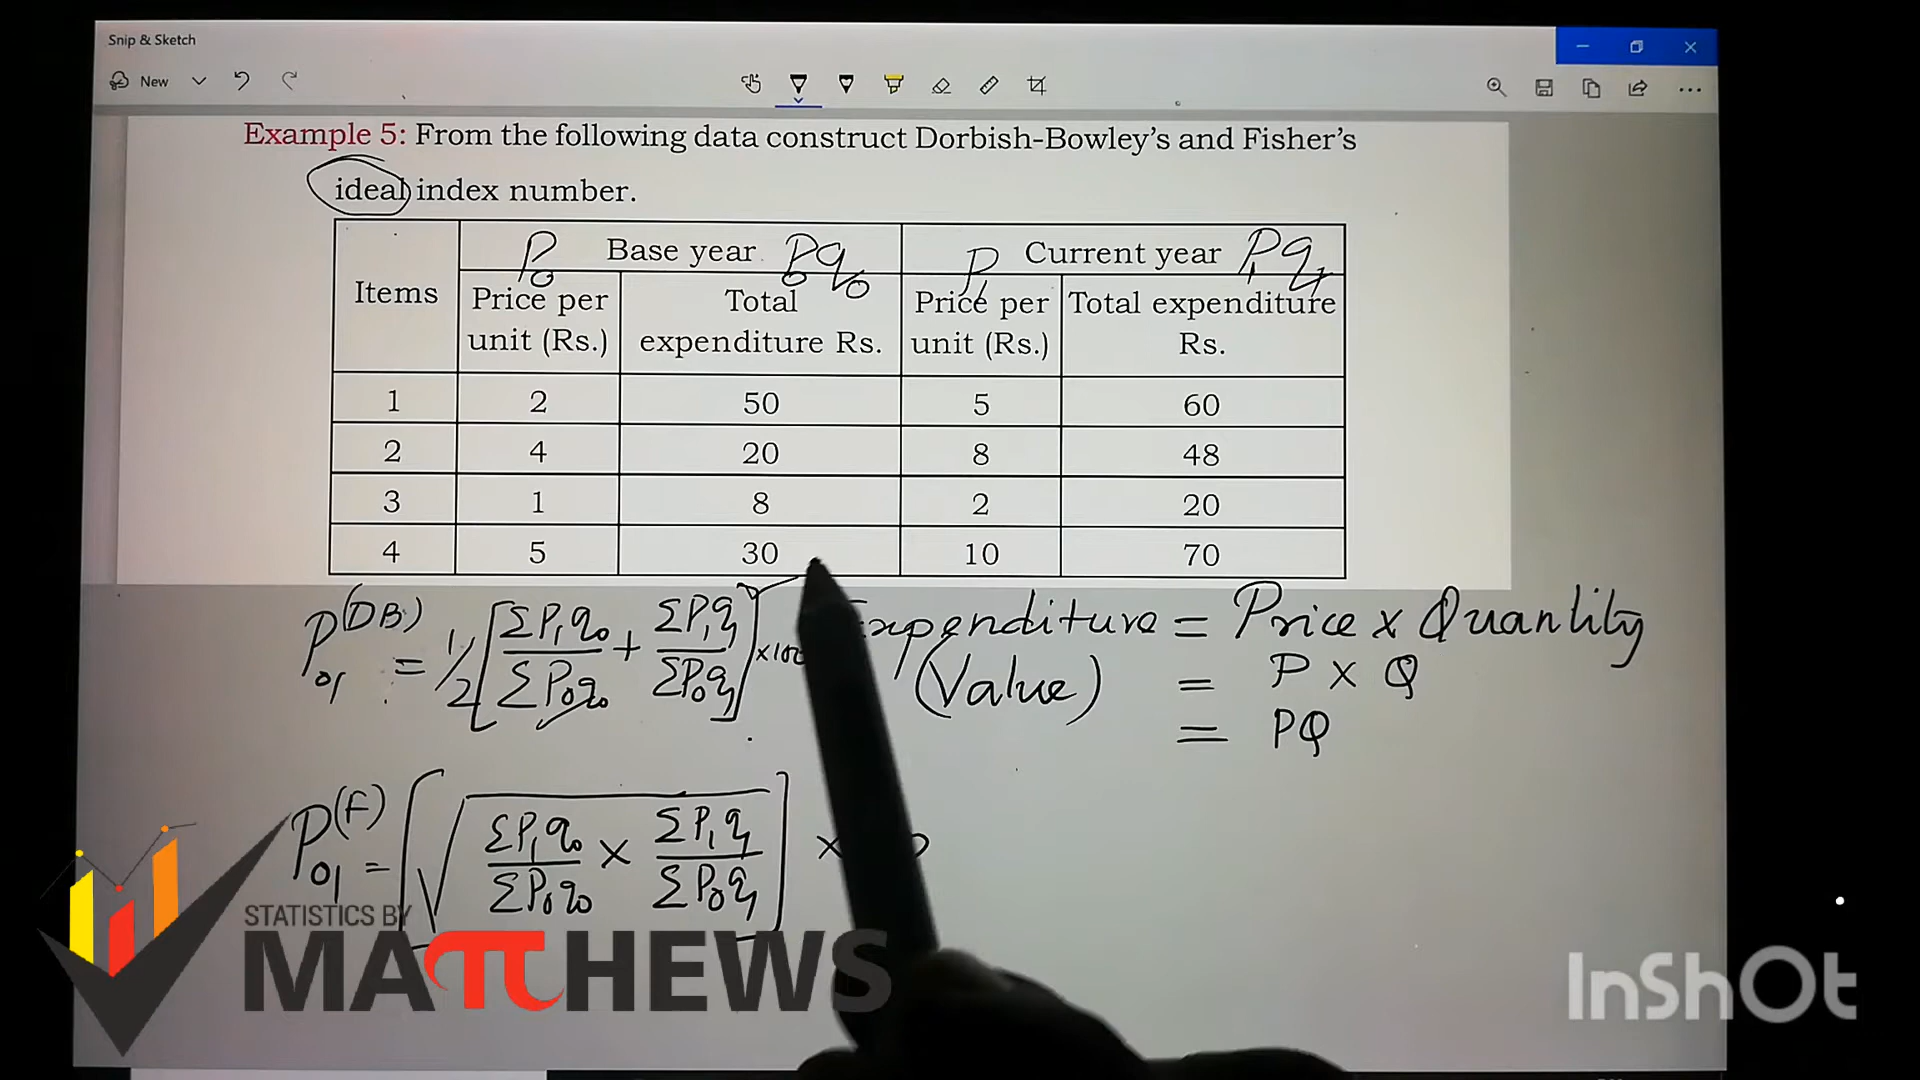 Snip & Sketch
New
Example 5: From the following data construct Dorbish-Bowley's and Fisher's
ideal index number.
Items P₀ Base year P₀q₀ P₁ Current year P₁q₁
Price per unit (Rs.) Total expenditure Rs. Price per unit (Rs.) Total expenditure Rs.
1 2 50 5 60
2 4 20 8 48
3 1 8 2 20
4 5 30 10 70
P₀₁(DB) = 1/2 [ΣP₁q₀/ΣP₀q₀ + ΣP₁q₁/ΣP₀q₁] ×100
Expenditure = Price × Quantity
(Value) = P × Q
= PQ
P₀₁(F) = [√ΣP₁q₀/ΣP₀q₀ × ΣP₁q₁/ΣP₀q₁] ×
STATISTICS BY
MATCHEWS
InShOt